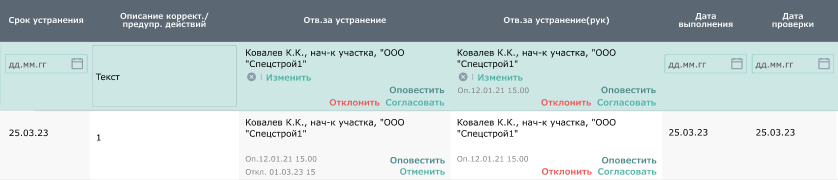 Срок устранения
Описание коррект./
предупр. действий
Отв.за устранение
Отв.за устранение(рук)
Дата
выполнения
Дата
проверки
дд.мм.гг
Текст
Ковалев К.К., нач-к участка, "ООО
"Спецстрой1"
Изменить
Оповестить
Отклонить Согласовать
Ковалев К.К., нач-к участка, "ООО
"Спецстрой1"
Изменить
Оп.12.01.21 15.00
Оповестить
Отклонить Согласовать
дд.мм.гг
дд.мм.гг
25.03.23
1
Ковалев К.К., нач-к участка, "ООО
"Спецстрой1"
Оп.12.01.21 15.00
Оповестить
Откл. 01.03.23 15
Отменить
Ковалев К.К., нач-к участка, "ООО
"Спецстрой1"
Оп.12.01.21 15.00
Оповестить
Отклонить Согласовать
25.03.23
25.03.23